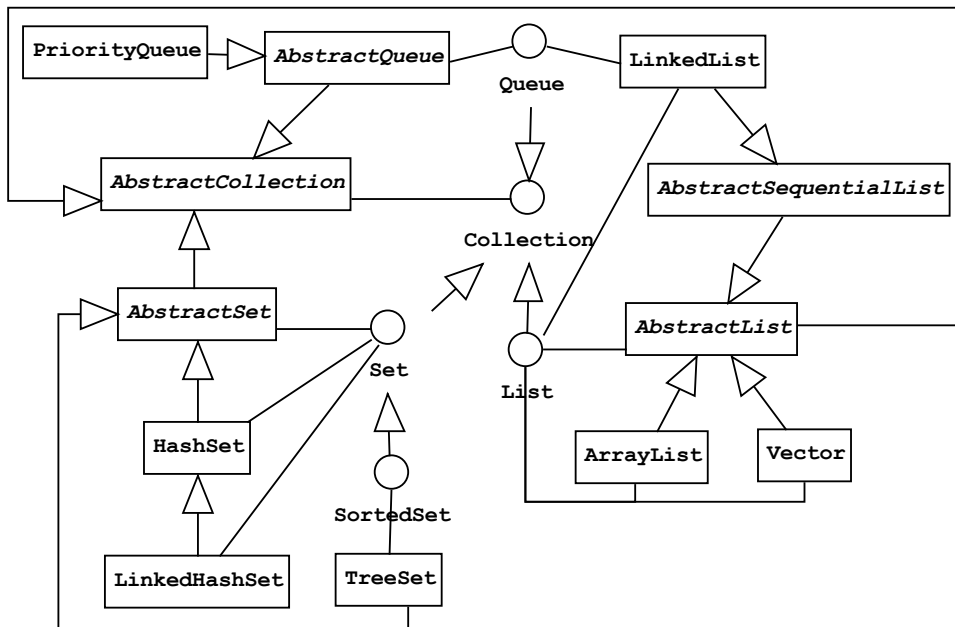 PriorityQueue
AbstractQueue
Queue
LinkedList
AbstractCollection
AbstractSequentialList
Collection
AbstractSet
AbstractList
Set
List
HashSet
ArrayList
Vector
SortedSet
LinkedHashSet
TreeSet